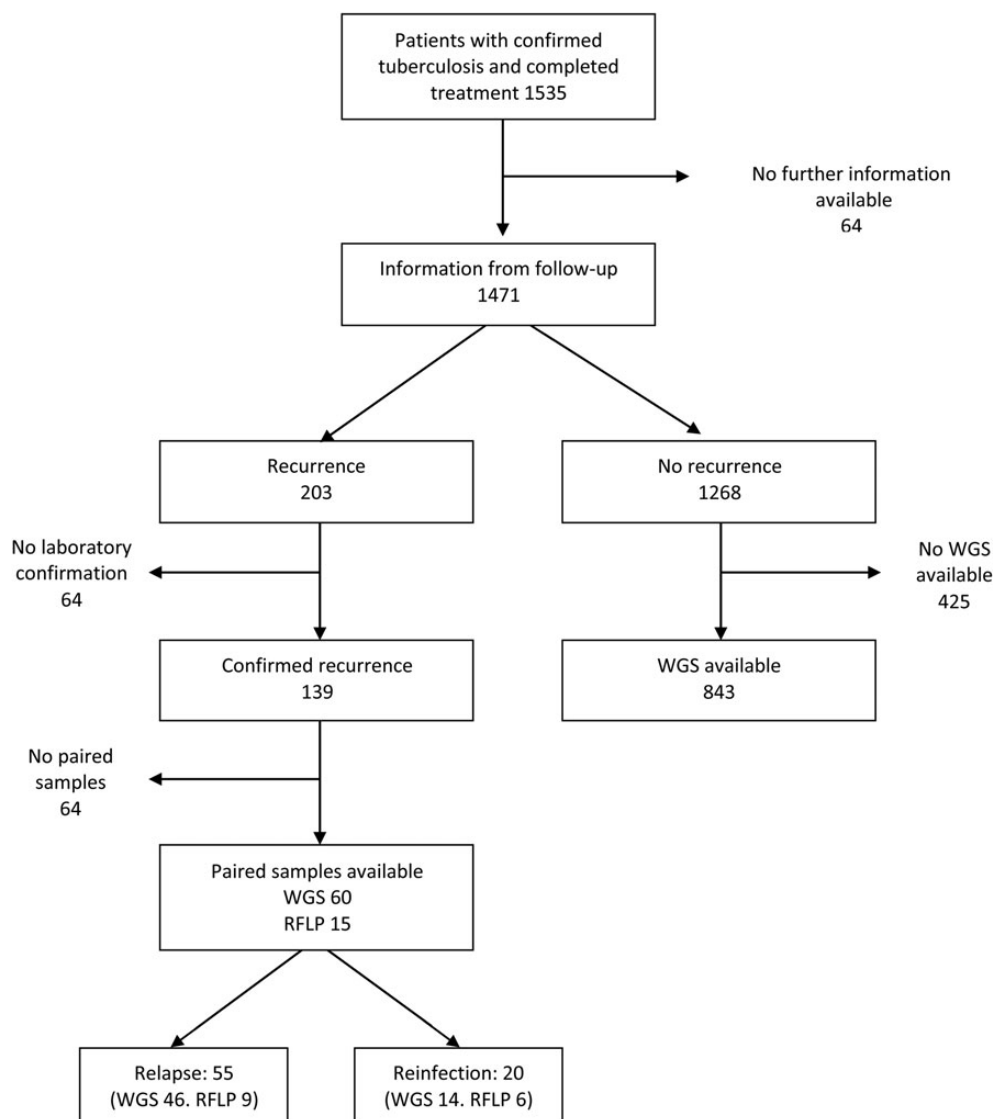 Patients with confirmed
tuberculosis and completed
treatment 1535
No further information
available
64
Information from follow-up
1471
Recurrence
203
No recurrence
1268
No laboratory
confirmation
64
No WGS
available
425
Confirmed recurrence
139
WGS available
843
No paired
samples
64
Paired samples available
WGS 60
RFLP 15
Relapse: 55
(WGS 46. RFLP 9)
Reinfection: 20
(WGS 14. RFLP 6)